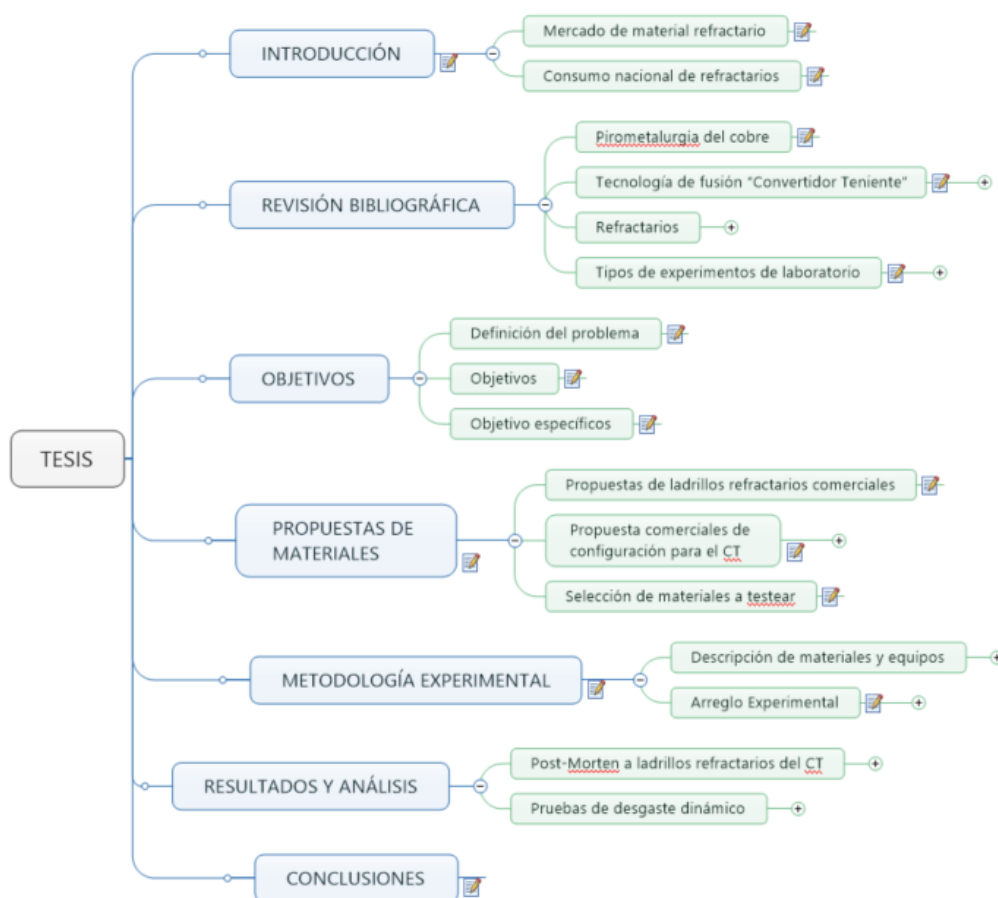 TESIS
INTRODUCCIÓN
Mercado de material refractario
Consumo nacional de refractarios
REVISIÓN BIBLIOGRÁFICA
Pirometalurgia del cobre
Tecnología de fusión "Convertidor Teniente"
Refractarios
Tipos de experimentos de laboratorio
OBJETIVOS
Definición del problema
Objetivos
Objetivo específicos
PROPUESTAS DE
MATERIALES
Propuestas de ladrillos refractarios comerciales
Propuesta comerciales de
configuración para el CT
Selección de materiales a testear
METODOLOGÍA EXPERIMENTAL
Descripción de materiales y equipos
Arreglo Experimental
RESULTADOS Y ANÁLISIS
Post-Morten a ladrillos refractarios del CT
Pruebas de desgaste dinámico
CONCLUSIONES